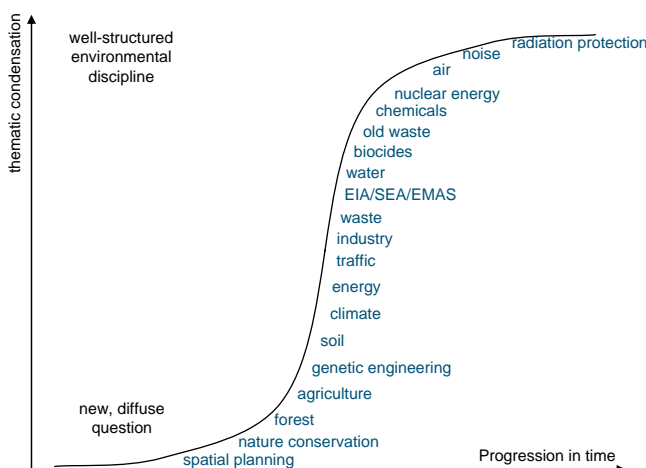 thematic condensation
well-structured
environmental
discipline
radiation protection
noise
air
nuclear energy
chemicals
old waste
biocides
water
EIA/SEA/EMAS
waste
industry
traffic
energy
climate
soil
genetic engineering
agriculture
new, diffuse
question
forest
nature conservation
spatial planning
Progression in time